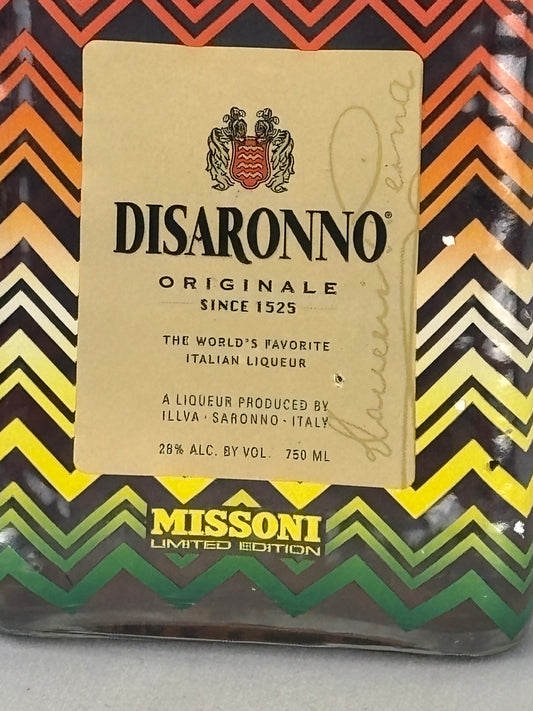 DISARONNO®
ORIGINALE
SINCE 1525
THE WORLD'S FAVORITE
ITALIAN LIQUEUR
A LIQUEUR PRODUCED BY
ILLVA · SARONNO · ITALY
28% ALC. BY VOL. 750 ML
MISSONI
LIMITED EDITION